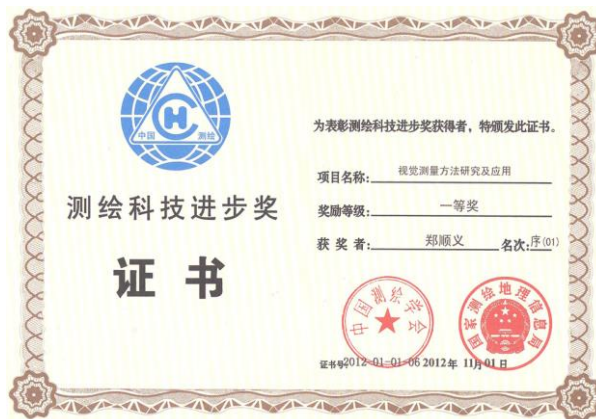 中国 CH 测绘
测绘科技进步奖
证书
为表彰测绘科技进步奖获得者，特颁发此证书。
项目名称：视觉测量方法研究及应用
奖励等级：一等奖
获奖者：郑顺义 名次：序(01)
中国测绘学会
国家测绘地理信息局
证书号2012-01-01-06 2012年 11月01日